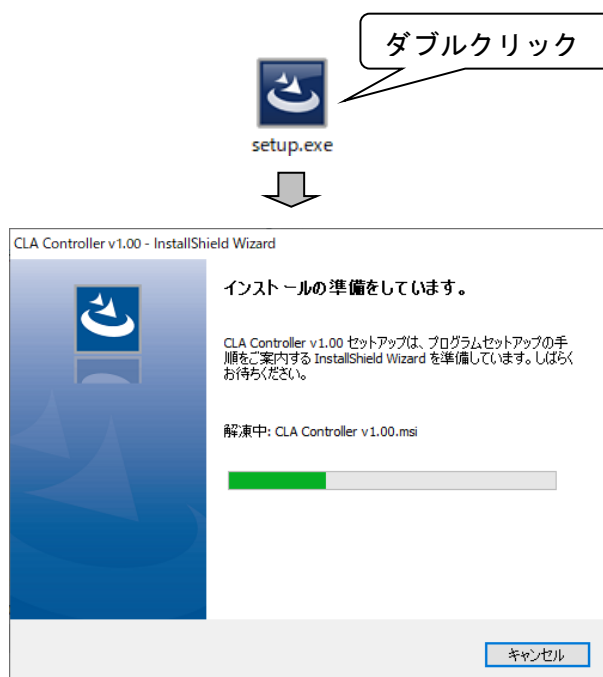 ダブルクリック
setup.exe
CLA Controller v1.00 - InstallShield Wizard
インストールの準備をしています。
CLA Controller v1.00 セットアップは、プログラムセットアップの手
順をご案内する InstallShield Wizard を準備しています。しばらく
お待ちください。
解凍中: CLA Controller v1.00.msi
キャンセル